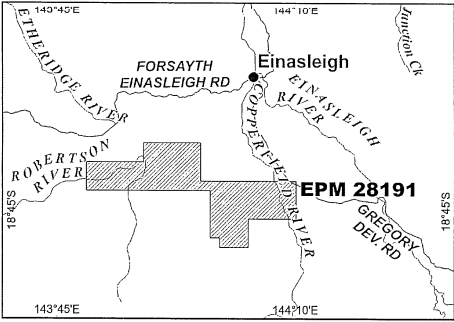 143°45'E
144°10'E
ETHERIDGE RIVER
Junction Ck
FORSAYTH
EINASLEIGH RD
Einasleigh
EINASLEIGH
RIVER
COPPERFIELD RIVER
ROBERTSON
RIVER
18°45'S
EPM 28191
18°45'S
GREGORY
DEV. RD
143°45'E
144°10'E